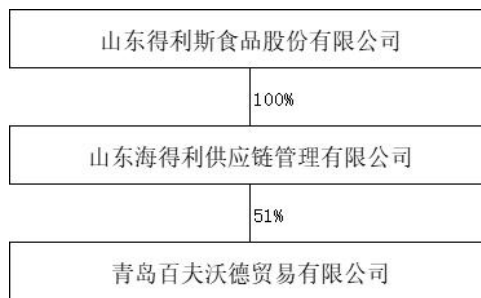 山东得利斯食品股份有限公司
100%
山东海得利供应链管理有限公司
51%
青岛百夫沃德贸易有限公司